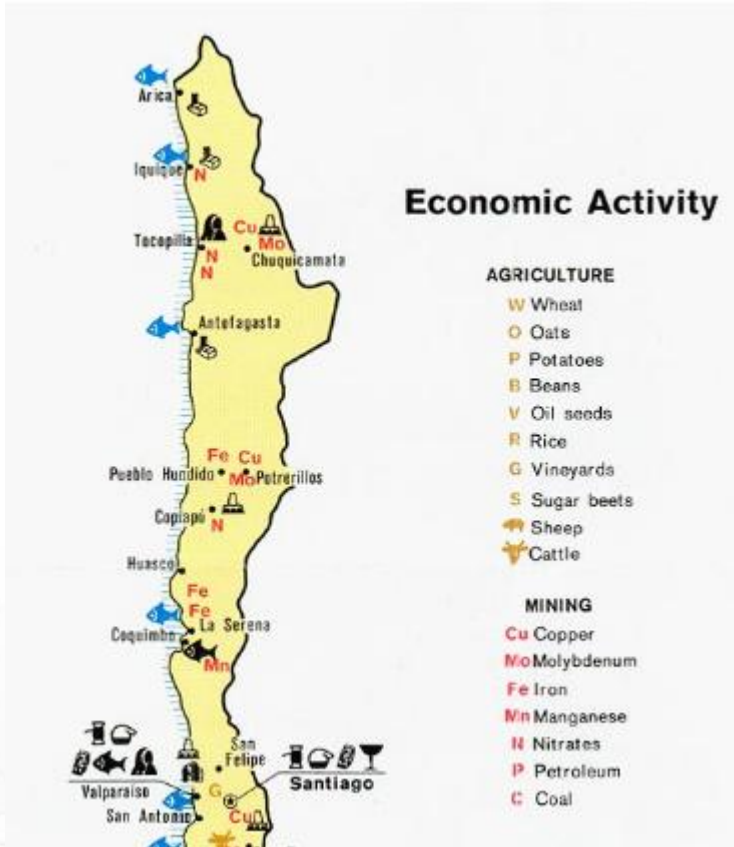 Arica
Iquique
N
Economic Activity
Tocopilla
Cu
Mo
N
N
Chuquicamata
AGRICULTURE
W Wheat
O Oats
P Potatoes
B Beans
V Oil seeds
R Rice
G Vineyards
S Sugar beets
Sheep
Cattle
Antofagasta
Fe Cu
Pueblo Hundido Mo Potrerillos
Copiapó
N
Huasco
Fe
Fe
La Serena
Coquimbo
Mn
MINING
Cu Copper
Mo Molybdenum
Fe Iron
Mn Manganese
N Nitrates
P Petroleum
C Coal
San
Felipe
Valparaíso
G
Santiago
San Antonio
Cu